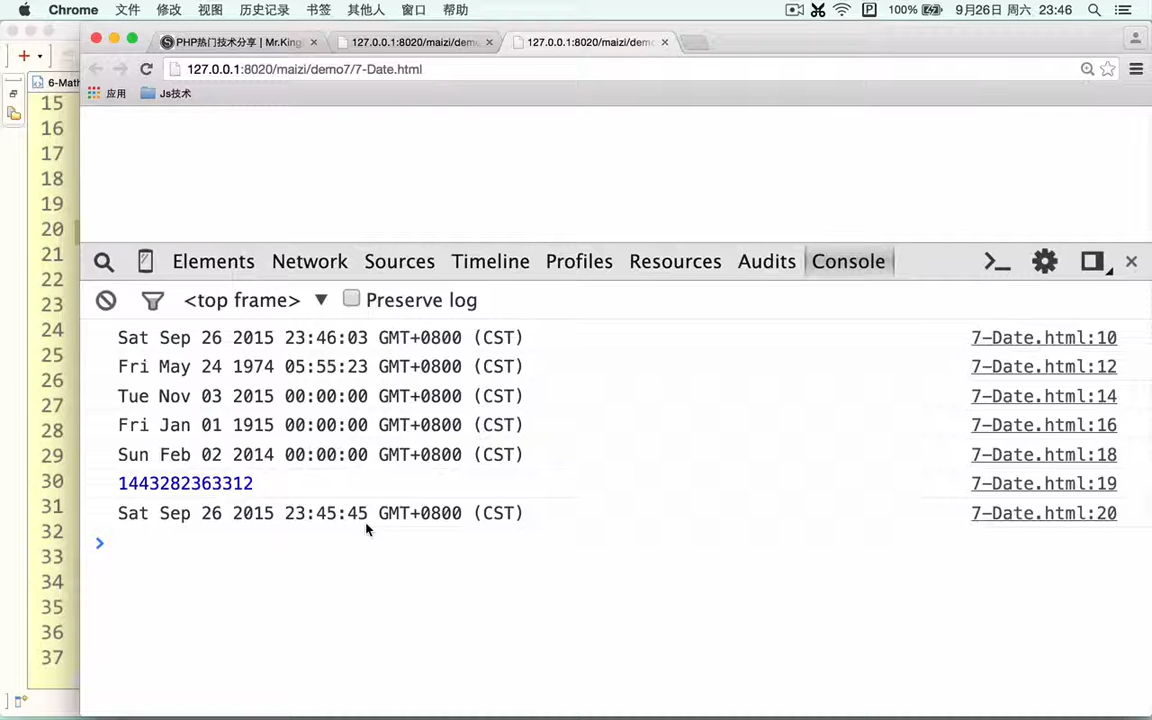 Chrome 文件 修改 视图 历史记录 书签 其他人 窗口 帮助 100% 9月26日 周六 23:46
PHP热门技术分享 | Mr.King × 127.0.0.1:8020/maizi/dem × 127.0.0.1:8020/maizi/dem ×
127.0.0.1:8020/maizi/demo7/7-Date.html
应用 Js技术
6-Math
15
16
17
18
19
20
21
22
23
24
25
26
27
28
29
30
31
32
33
34
35
36
37
Elements Network Sources Timeline Profiles Resources Audits Console
<top frame> ▼ Preserve log
Sat Sep 26 2015 23:46:03 GMT+0800 (CST) 7-Date.html:10
Fri May 24 1974 05:55:23 GMT+0800 (CST) 7-Date.html:12
Tue Nov 03 2015 00:00:00 GMT+0800 (CST) 7-Date.html:14
Fri Jan 01 1915 00:00:00 GMT+0800 (CST) 7-Date.html:16
Sun Feb 02 2014 00:00:00 GMT+0800 (CST) 7-Date.html:18
1443282363312 7-Date.html:19
Sat Sep 26 2015 23:45:45 GMT+0800 (CST) 7-Date.html:20